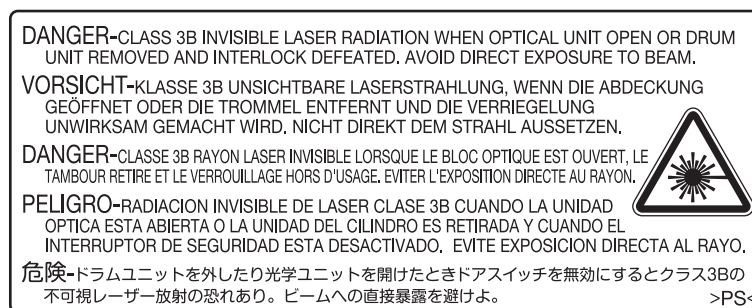 DANGER-CLASS 3B INVISIBLE LASER RADIATION WHEN OPTICAL UNIT OPEN OR DRUM
UNIT REMOVED AND INTERLOCK DEFEATED. AVOID DIRECT EXPOSURE TO BEAM.
VORSICHT-KLASSE 3B UNSICHTBARE LASERSTRAHLUNG, WENN DIE ABDECKUNG
GEÖFFNET ODER DIE TROMMEL ENTFERNT UND DIE VERRIEGELUNG
UNWIRKSAM GEMACHT WIRD. NICHT DIREKT DEM STRAHL AUSSETZEN.
DANGER-CLASSE 3B RAYON LASER INVISIBLE LORSQUE LE BLOC OPTIQUE EST OUVERT, LE
TAMBOUR RETIRE ET LE VERROUILLAGE HORS D'USAGE. EVITER L'EXPOSITION DIRECTE AU RAYON.
PELIGRO-RADIACION INVISIBLE DE LASER CLASE 3B CUANDO LA UNIDAD
OPTICA ESTA ABIERTA O LA UNIDAD DEL CILINDRO ES RETIRADA Y CUANDO EL
INTERRUPTOR DE SEGURIDAD ESTA DESACTIVADO. EVITE EXPOSICION DIRECTA AL RAYO.
危険-ドラムユニットを外したり光学ユニットを開けたときドアスイッチを無効にするとクラス3Bの
不可視レーザー放射の恐れあり。ビームへの直接暴露を避けよ。 >PS<